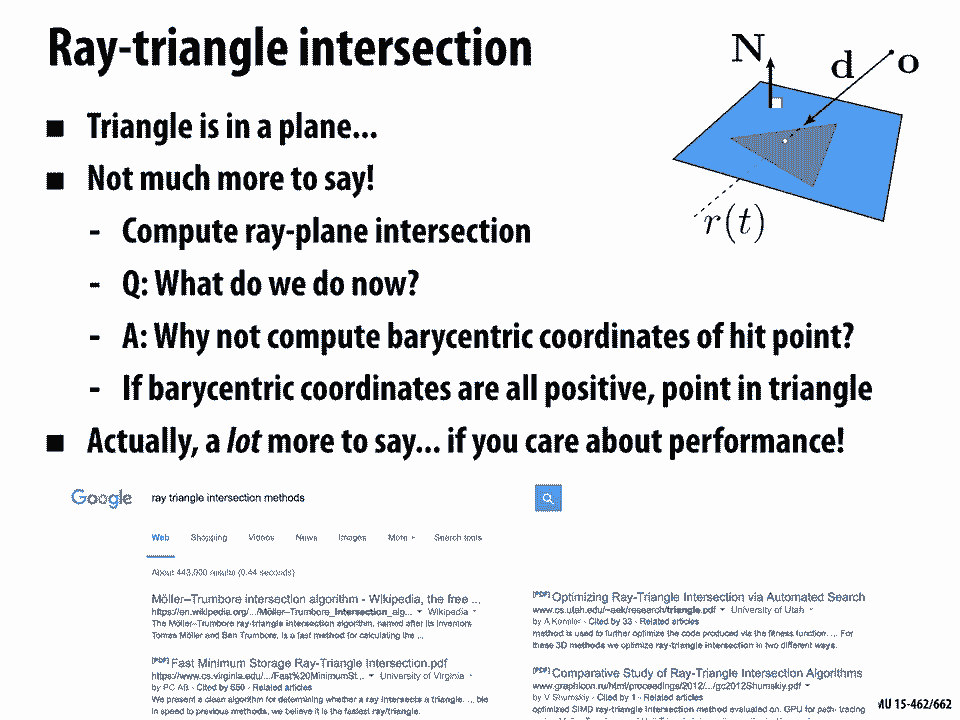 Ray-triangle intersection
N
d
o
r(t)
Triangle is in a plane...
Not much more to say!
- Compute ray-plane intersection
- Q: What do we do now?
- A: Why not compute barycentric coordinates of hit point?
- If barycentric coordinates are all positive, point in triangle
Actually, a lot more to say... if you care about performance!
Google ray triangle intersection methods
Web Shopping Videos News Images More Search tools
About 443,000 results (0.44 seconds)
Möller–Trumbore intersection algorithm - Wikipedia, the free ...
https://en.wikipedia.org/.../Möller–Trumbore_intersection_alg... Wikipedia
The Möller–Trumbore ray-triangle intersection algorithm, named after its inventors
Tomas Möller and Ben Trumbore, is a fast method for calculating the ...
[PDF] Fast Minimum Storage Ray-Triangle Intersection.pdf
https://www.cs.virginia.edu/.../Fast%20MinimumSt... University of Virginia
by PC AB - Cited by 650 - Related articles
We present a clean algorithm for determining whether a ray intersects a triangle. ... ble
in speed to previous methods, we believe it is the fastest ray/triangle.
[PDF] Optimizing Ray-Triangle Intersection via Automated Search
www.cs.utah.edu/~aek/research/triangle.pdf University of Utah
by A Kensler - Cited by 33 - Related articles
method is used to further optimize the code produced via the fitness function. ... For
these 3D methods we optimize ray-triangle intersection in two different ways.
[PDF] Comparative Study of Ray-Triangle Intersection Algorithms
www.graphicon.ru/html/proceedings/2012/.../gc2012Shumskiy.pdf
by V Shumskiy - Cited by 1 - Related articles
optimized SIMD ray-triangle intersection method evaluated on. GPU for path- tracing
MU 15-462/662